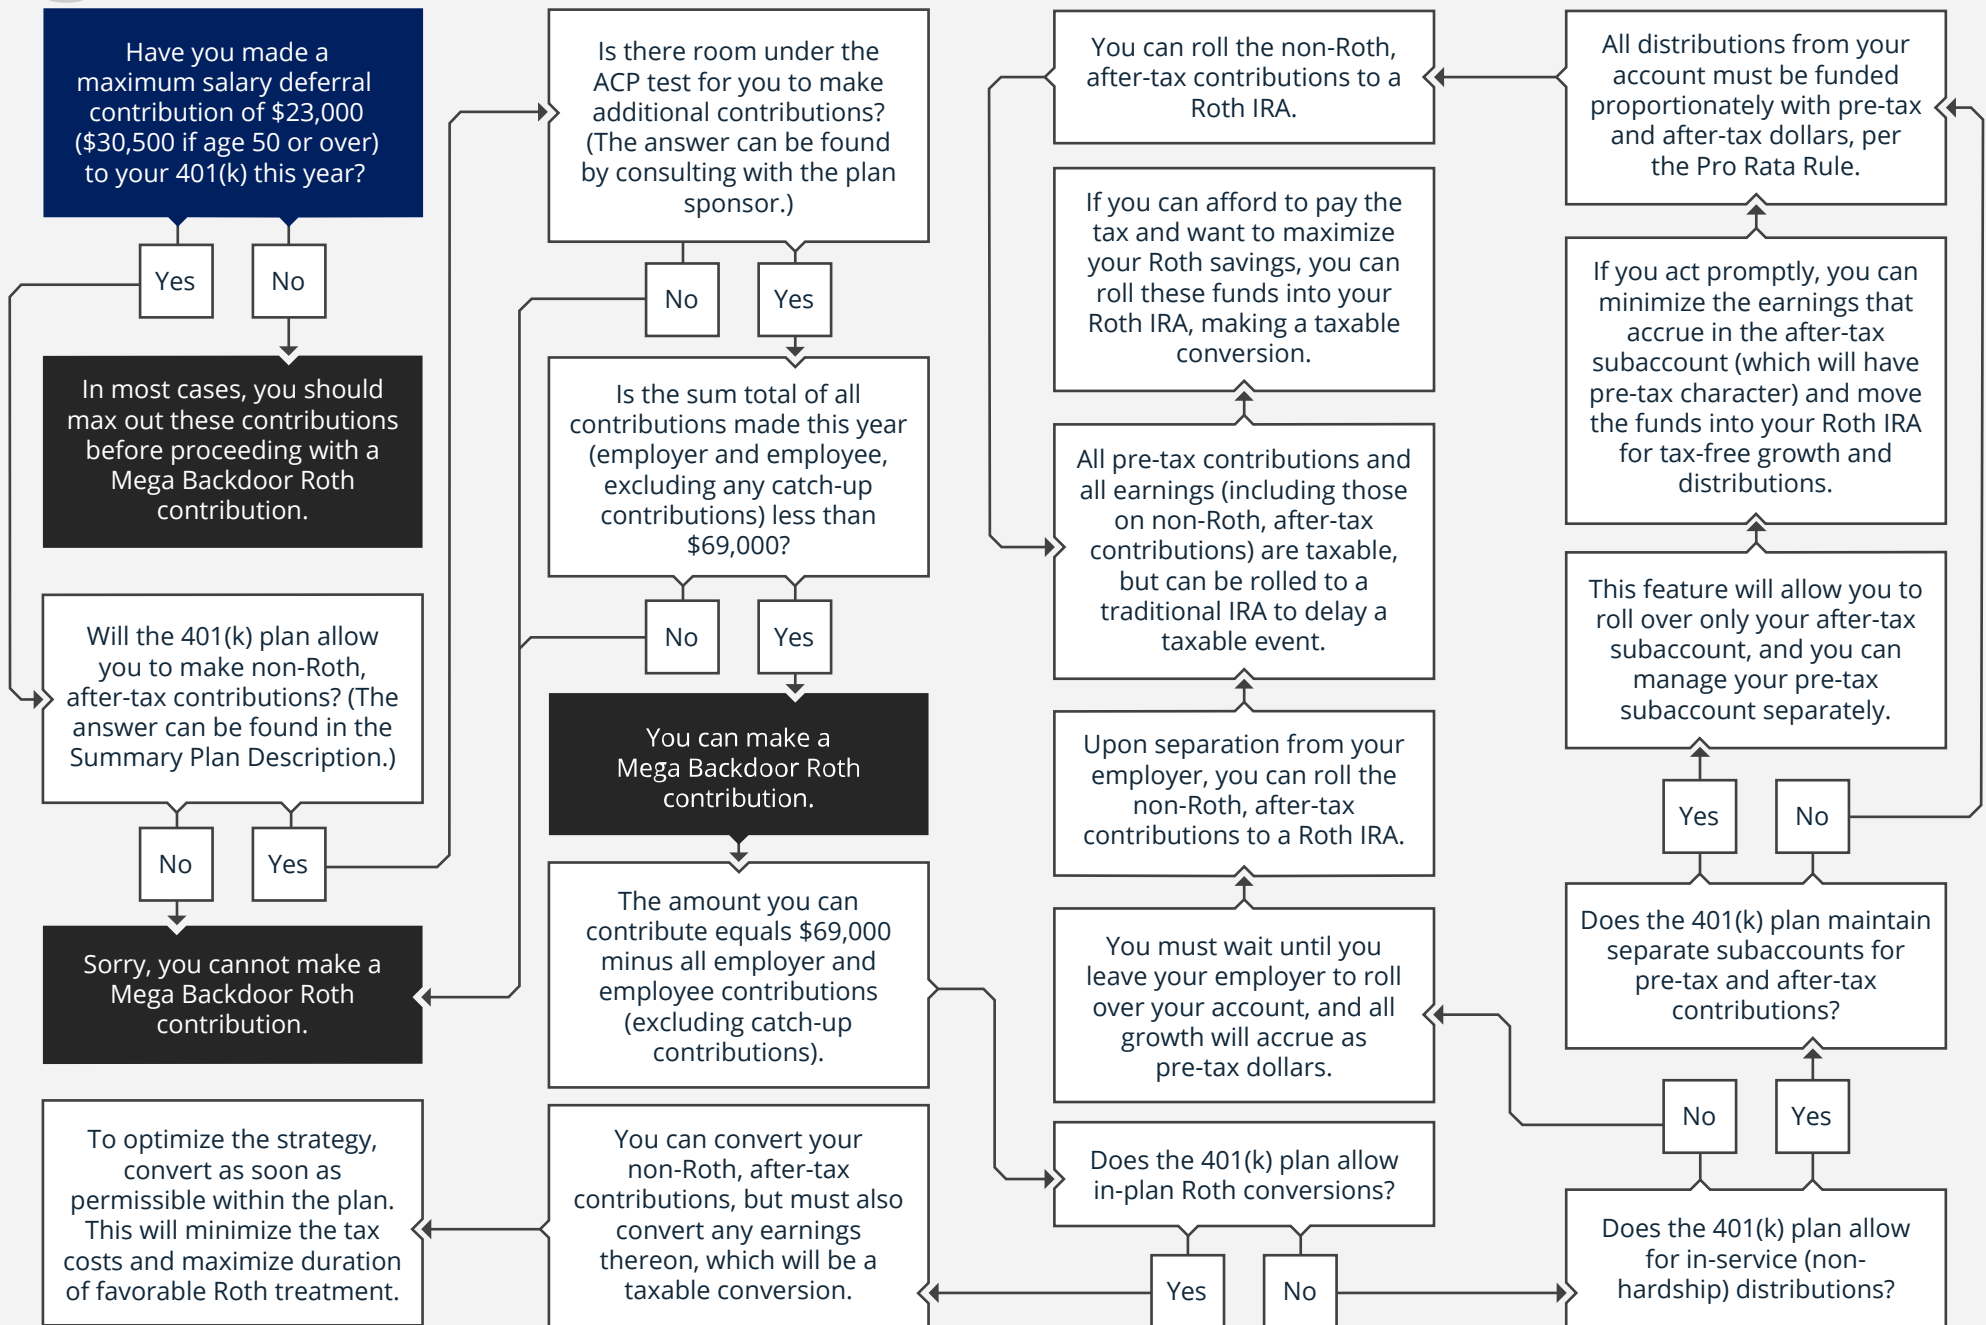 Have you made a
maximum salary deferral
contribution of $23,000
($30,500 if age 50 or over)
to your 401(k) this year?
Yes
No
In most cases, you should
max out these contributions
before proceeding with a
Mega Backdoor Roth
contribution.
Will the 401(k) plan allow
you to make non-Roth,
after-tax contributions? (The
answer can be found in the
Summary Plan Description.)
No
Yes
Sorry, you cannot make a
Mega Backdoor Roth
contribution.
To optimize the strategy,
convert as soon as
permissible within the plan.
This will minimize the tax
costs and maximize duration
of favorable Roth treatment.
Is there room under the
ACP test for you to make
additional contributions?
(The answer can be found
by consulting with the plan
sponsor.)
No
Yes
Is the sum total of all
contributions made this year
(employer and employee,
excluding any catch-up
contributions) less than
$69,000?
No
Yes
You can make a
Mega Backdoor Roth
contribution.
The amount you can
contribute equals $69,000
minus all employer and
employee contributions
(excluding catch-up
contributions).
You can convert your
non-Roth, after-tax
contributions, but must also
convert any earnings
thereon, which will be a
taxable conversion.
You can roll the non-Roth,
after-tax contributions to a
Roth IRA.
If you can afford to pay the
tax and want to maximize
your Roth savings, you can
roll these funds into your
Roth IRA, making a taxable
conversion.
All pre-tax contributions and
all earnings (including those
on non-Roth, after-tax
contributions) are taxable,
but can be rolled to a
traditional IRA to delay a
taxable event.
Upon separation from your
employer, you can roll the
non-Roth, after-tax
contributions to a Roth IRA.
You must wait until you
leave your employer to roll
over your account, and all
growth will accrue as
pre-tax dollars.
Does the 401(k) plan allow
in-plan Roth conversions?
Yes
No
All distributions from your
account must be funded
proportionately with pre-tax
and after-tax dollars, per
the Pro Rata Rule.
If you act promptly, you can
minimize the earnings that
accrue in the after-tax
subaccount (which will have
pre-tax character) and move
the funds into your Roth IRA
for tax-free growth and
distributions.
This feature will allow you to
roll over only your after-tax
subaccount, and you can
manage your pre-tax
subaccount separately.
Yes
No
Does the 401(k) plan maintain
separate subaccounts for
pre-tax and after-tax
contributions?
No
Yes
Does the 401(k) plan allow
for in-service (non-
hardship) distributions?